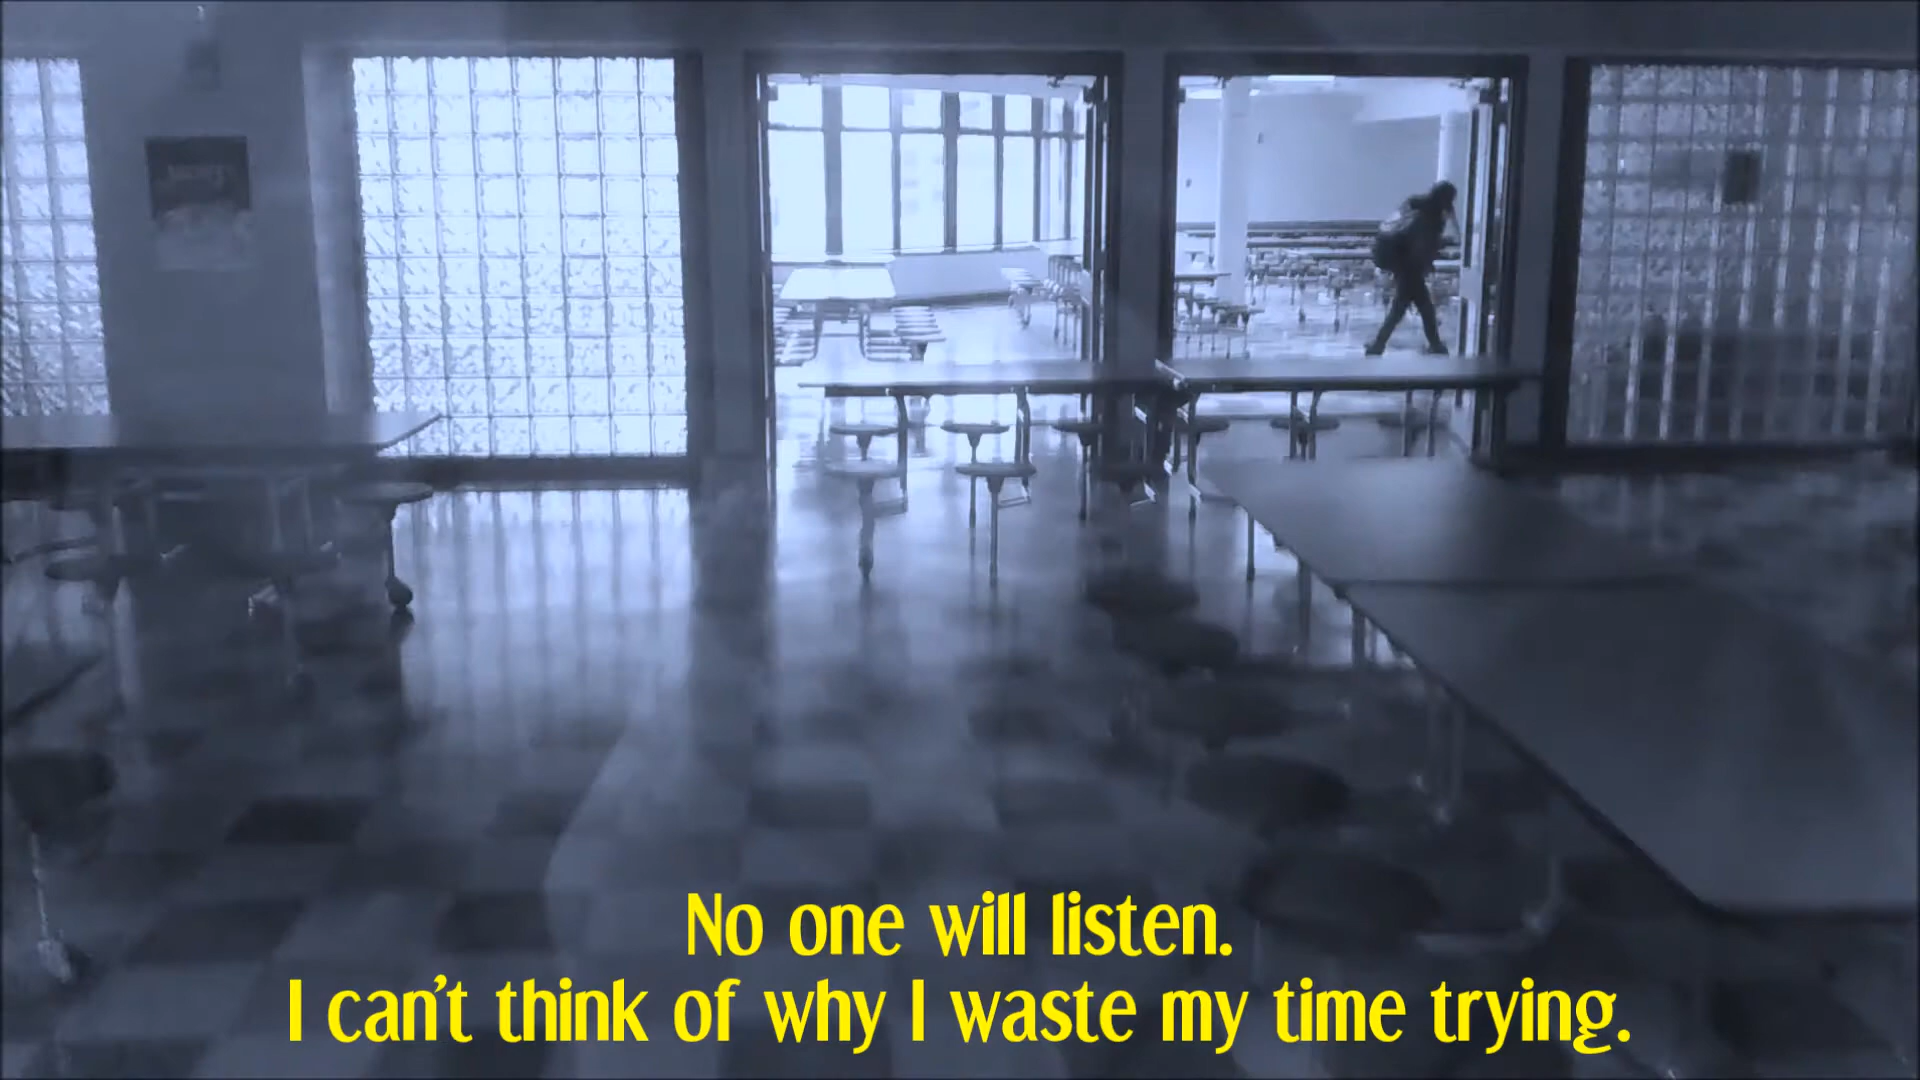 No one will listen.
I can't think of why I waste my time trying.